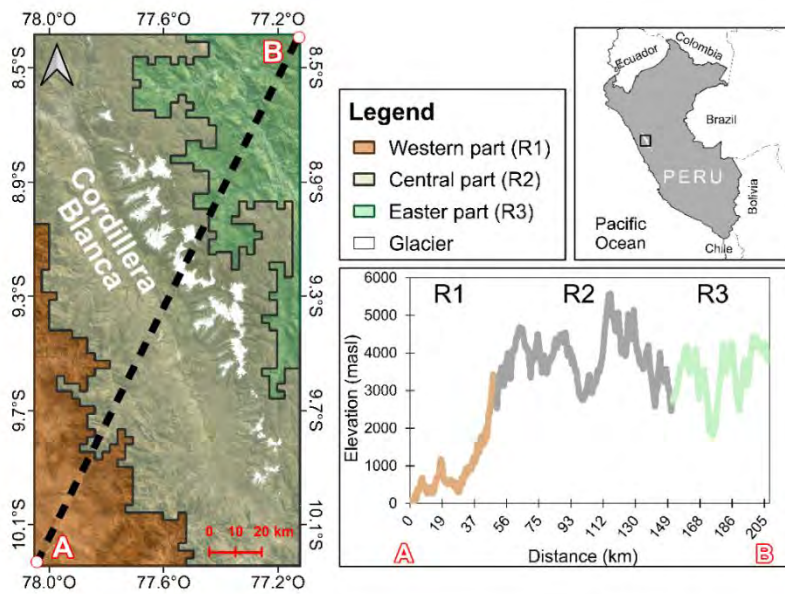 78.0°O 77.6°O 77.2°O
B
8.5°S
8.5°S
8.9°S
8.9°S
Cordillera
Blanca
9.3°S
9.3°S
9.7°S
9.7°S
10.1°S
10.1°S
A
0 10 20 km
78.0°O 77.6°O 77.2°O
Legend
Western part (R1)
Central part (R2)
Easter part (R3)
Glacier
Ecuador
Colombia
Brazil
PERU
Bolivia
Pacific
Ocean
Chile
6000
5000
4000
3000
2000
1000
0
Elevation (masl)
R1 R2 R3
0 19 37 56 75 93 112 130 149 168 186 205
A Distance (km) B